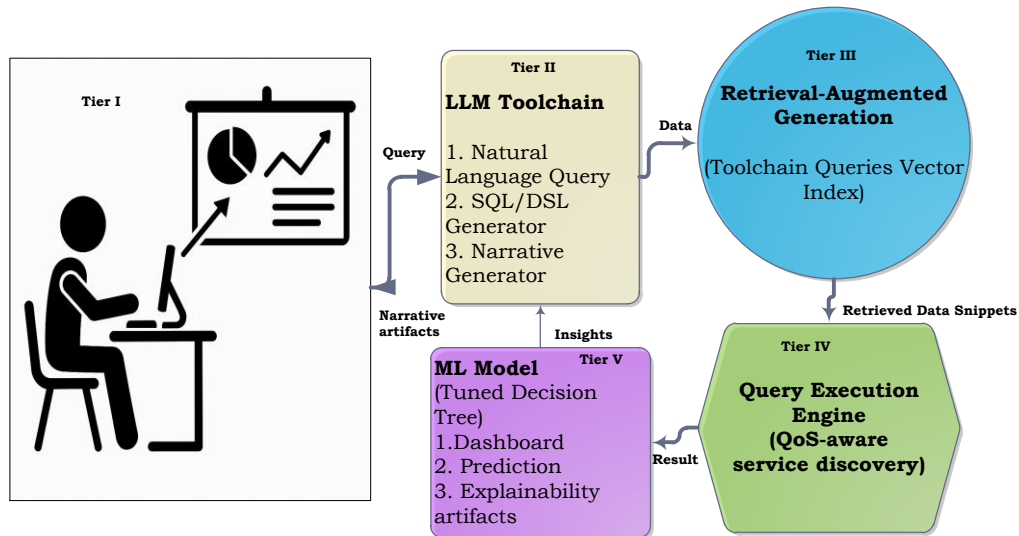 Tier I
Query
Narrative
artifacts
Tier II
LLM Toolchain
1. Natural
Language Query
2. SQL/DSL
Generator
3. Narrative
Generator
Data
Tier III
Retrieval-Augmented
Generation
(Toolchain Queries Vector
Index)
Retrieved Data Snippets
Tier IV
Query Execution
Engine
(QoS-aware
service discovery)
Result
Tier V
ML Model
(Tuned Decision
Tree)
1.Dashboard
2. Prediction
3. Explainability
artifacts
Insights